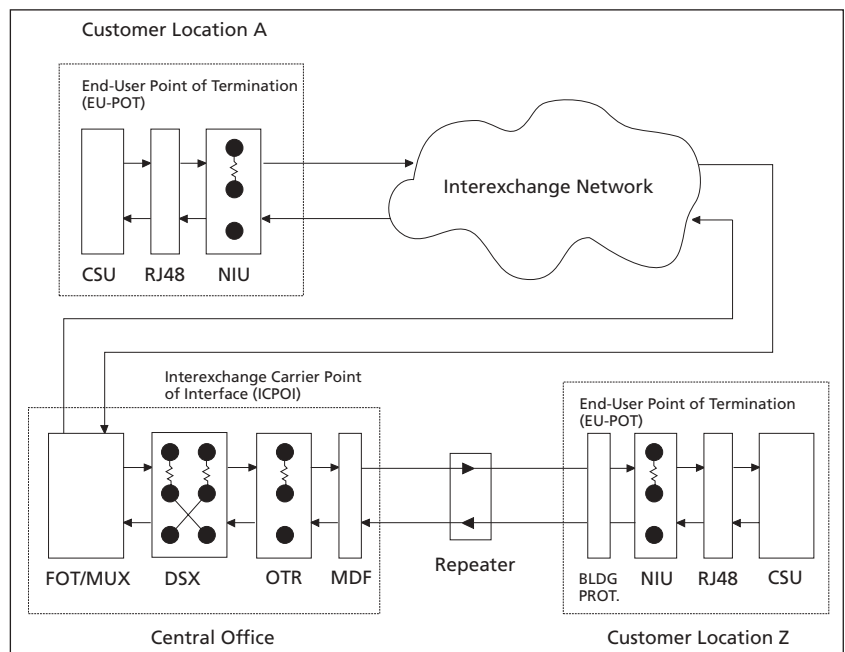 Customer Location A
End-User Point of Termination
(EU-POT)
CSU
RJ48
NIU
Interexchange Network
Interexchange Carrier Point
of Interface (ICPOI)
FOT/MUX
DSX
OTR
MDF
Central Office
Repeater
End-User Point of Termination
(EU-POT)
BLDG
PROT.
NIU
RJ48
CSU
Customer Location Z